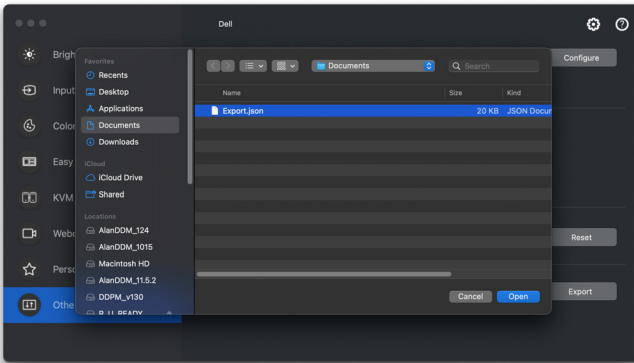 Dell
Brigh
Input
Color
Easy
KVM
Webc
Perso
Othe
Favorites
Recents
Desktop
Applications
Documents
Downloads
iCloud
iCloud Drive
Shared
Locations
AlanDDM_124
AlanDDM_1015
Macintosh HD
AlanDDM_11.5.2
DDPM_v130
Documents
Search
Name Size Kind
Export.json 20 KB JSON Docur
Cancel Open
Configure
Reset
Export